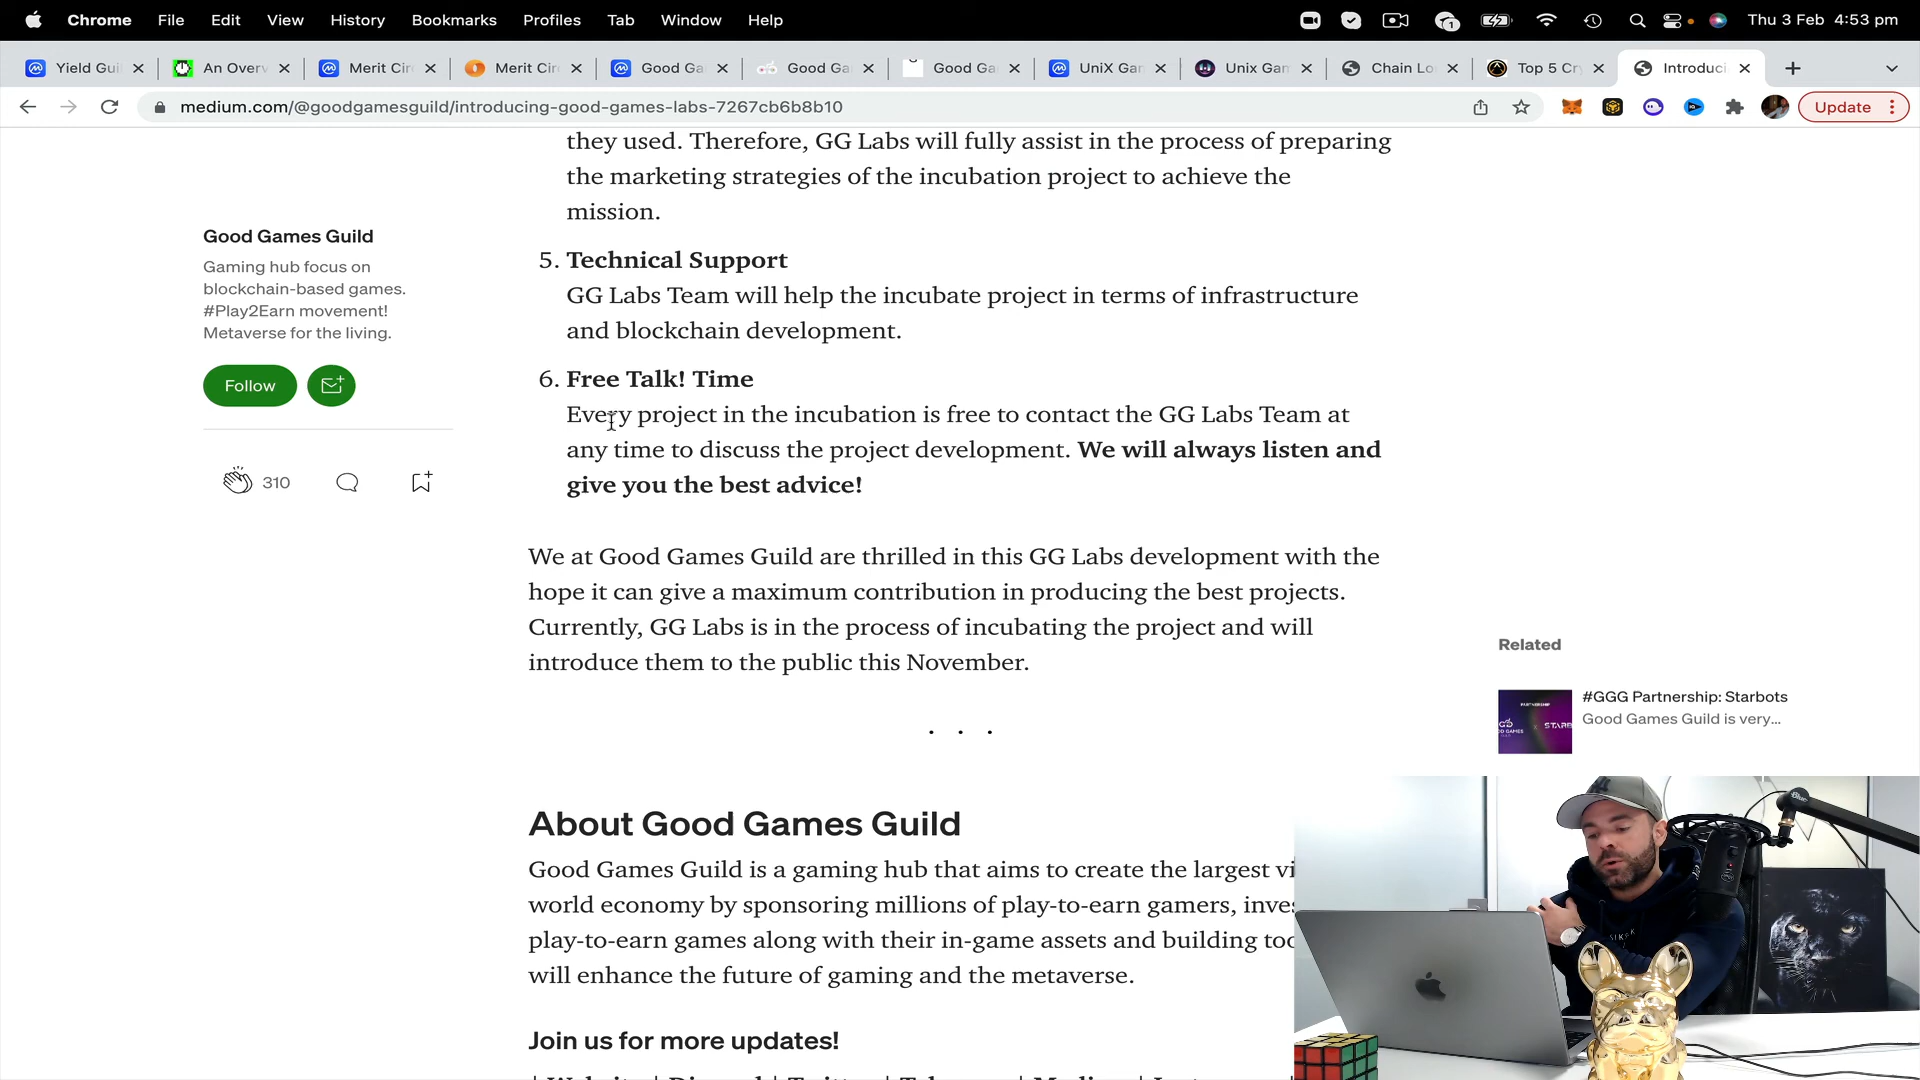 Chrome File Edit View History Bookmarks Profiles Tab Window Help 1 Thu 3 Feb 4:53 pm
Yield Gui An Overv Merit Circ Merit Circ Good Ga Good Ga Good Ga UniX Gan Unix Gam Chain Lo Top 5 Cry Introduci
medium.com/@goodgamesguild/introducing-good-games-labs-7267cb6b8b10 Update
they used. Therefore, GG Labs will fully assist in the process of preparing
the marketing strategies of the incubation project to achieve the
mission.
Good Games Guild
Gaming hub focus on
blockchain-based games.
#Play2Earn movement!
Metaverse for the living.
Follow
310
5. Technical Support
GG Labs Team will help the incubate project in terms of infrastructure
and blockchain development.
6. Free Talk! Time
Every project in the incubation is free to contact the GG Labs Team at
any time to discuss the project development. We will always listen and
give you the best advice!
We at Good Games Guild are thrilled in this GG Labs development with the
hope it can give a maximum contribution in producing the best projects.
Currently, GG Labs is in the process of incubating the project and will
introduce them to the public this November.
. . .
Related
#GGG Partnership: Starbots
Good Games Guild is very...
About Good Games Guild
Good Games Guild is a gaming hub that aims to create the largest vi
world economy by sponsoring millions of play-to-earn gamers, inves
play-to-earn games along with their in-game assets and building too
will enhance the future of gaming and the metaverse.
Join us for more updates!